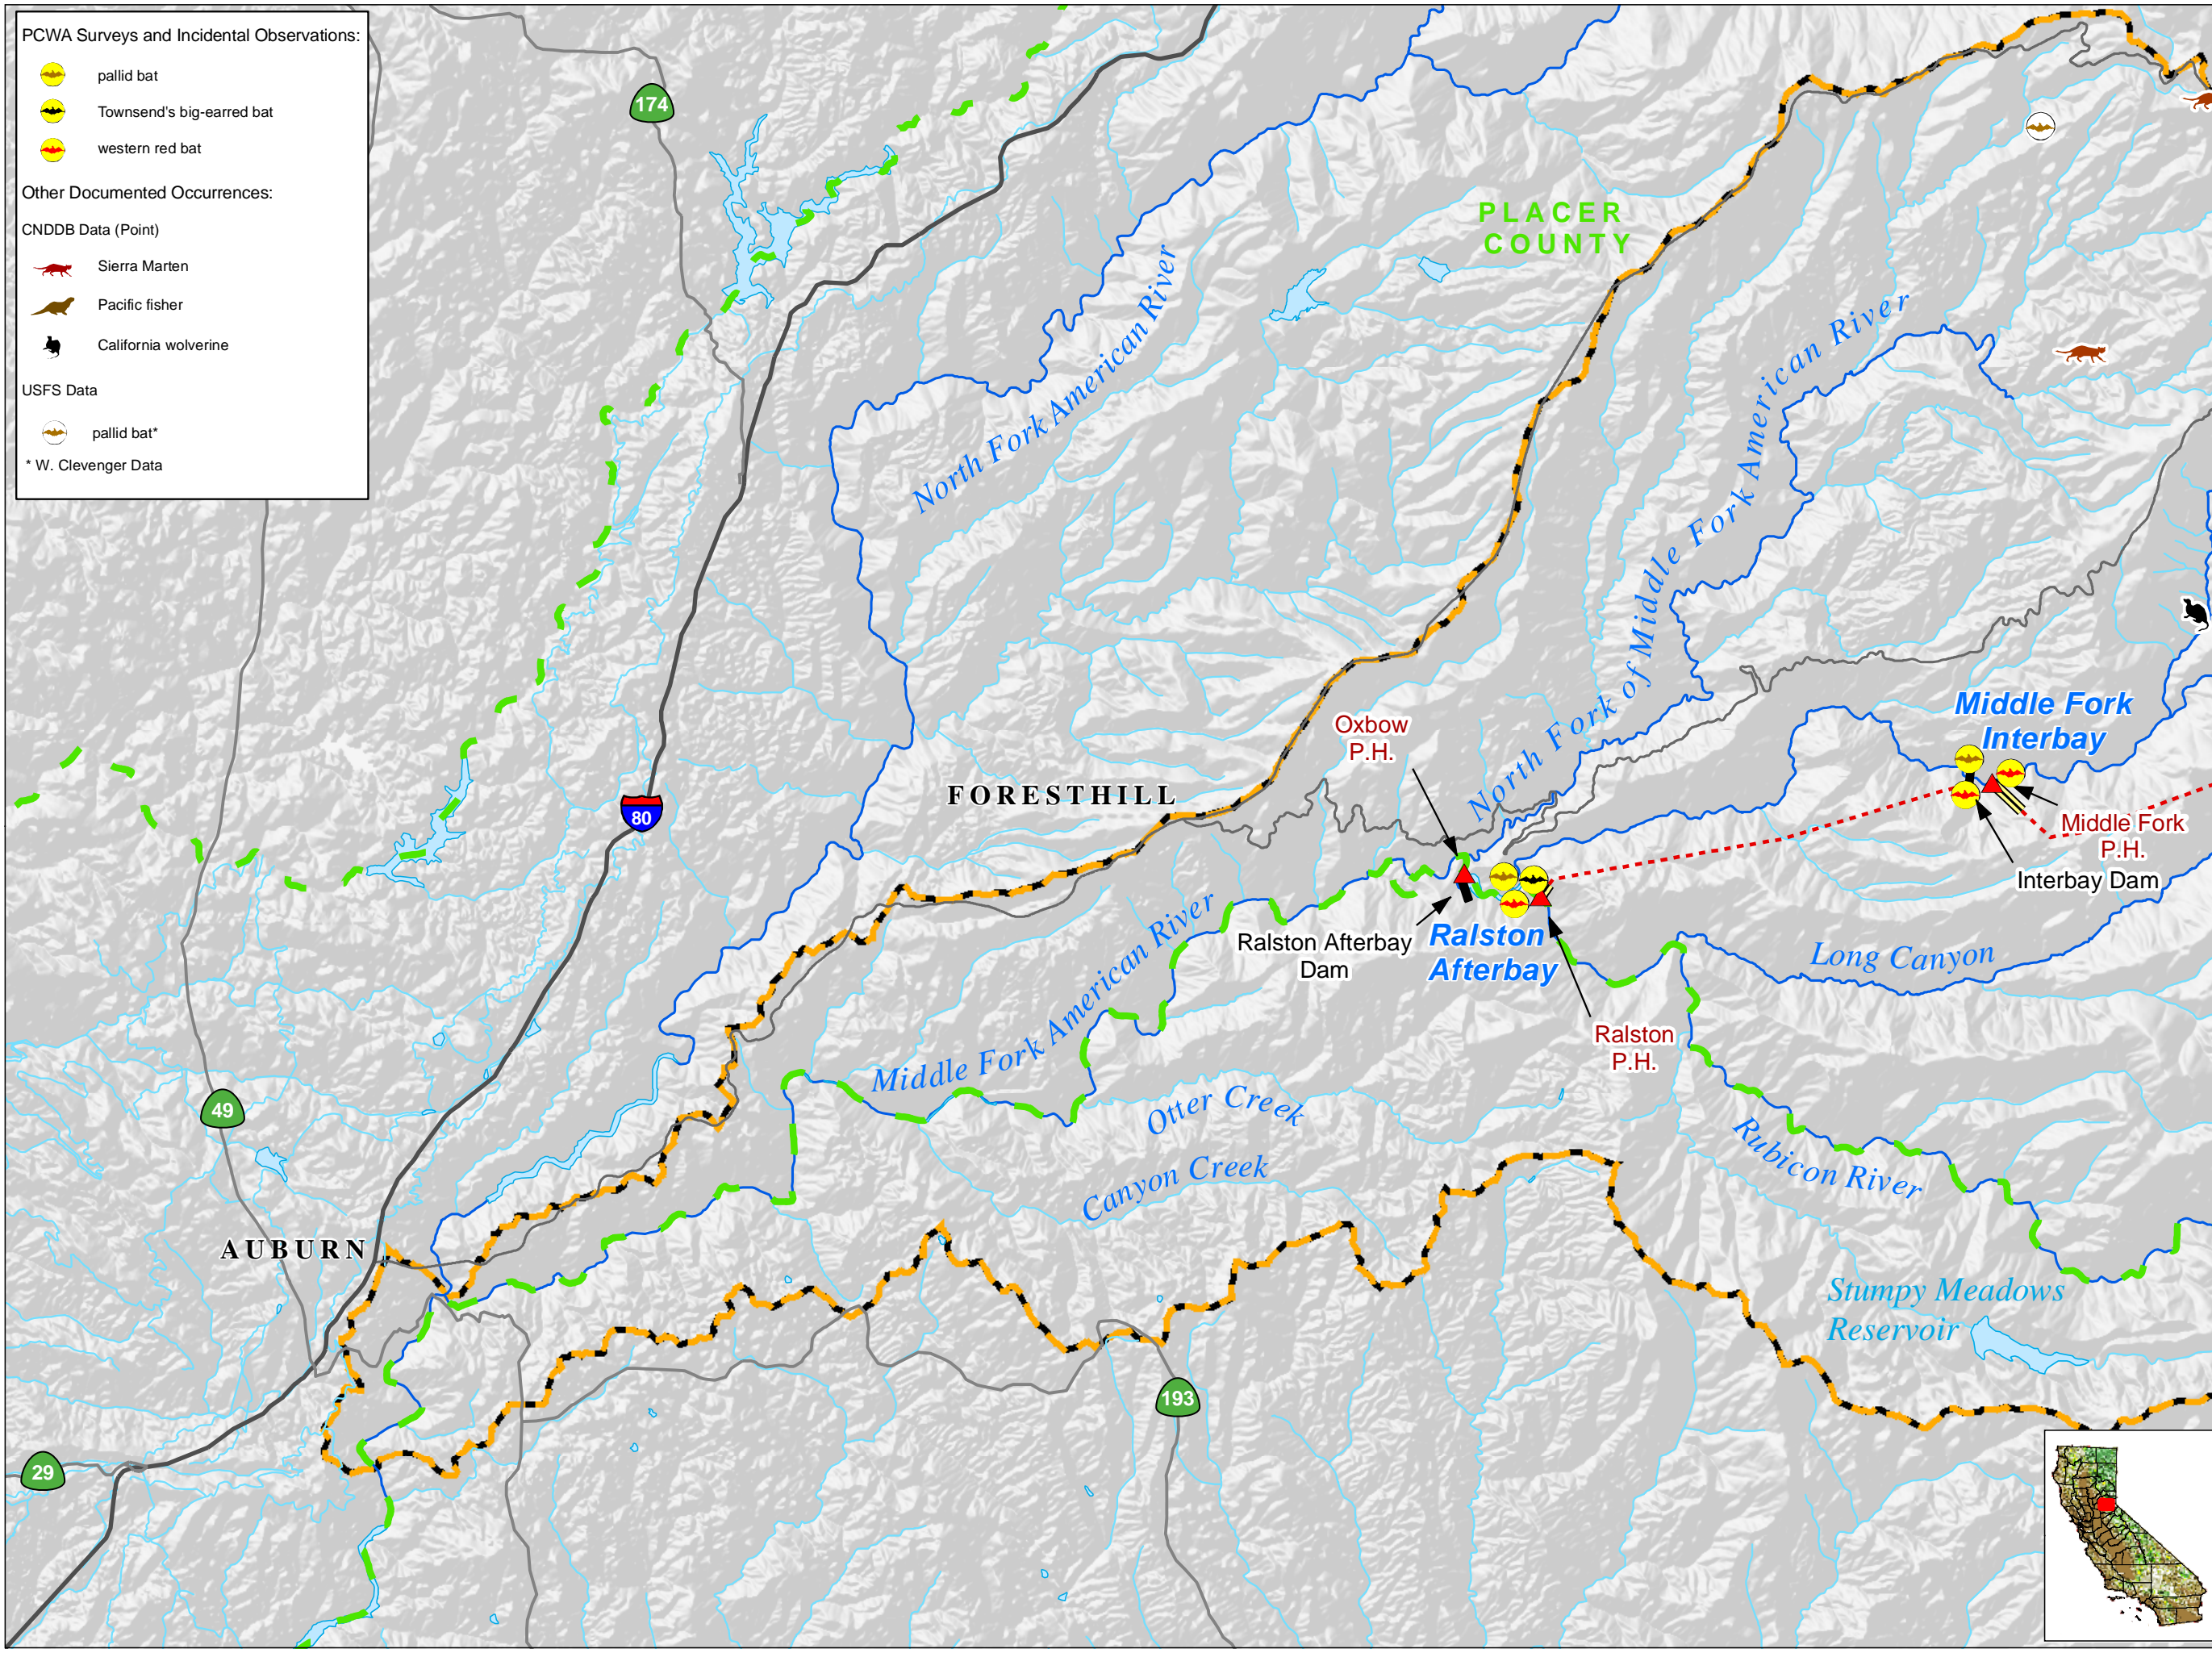 PCWA Surveys and Incidental Observations:
pallid bat
Townsend's big-earred bat
western red bat
Other Documented Occurrences:
CNDDB Data (Point)
Sierra Marten
Pacific fisher
California wolverine
USFS Data
pallid bat*
* W. Clevenger Data
174
PLACER
COUNTY
North Fork American River
North Fork of Middle Fork American River
Middle Fork
Interbay
Oxbow
P.H.
FORESTHILL
80
Middle Fork
P.H.
Interbay Dam
Ralston Afterbay
Dam
Ralston
Afterbay
Long Canyon
Middle Fork American River
Ralston
P.H.
49
Otter Creek
Canyon Creek
Rubicon River
AUBURN
Stumpy Meadows
Reservoir
193
29